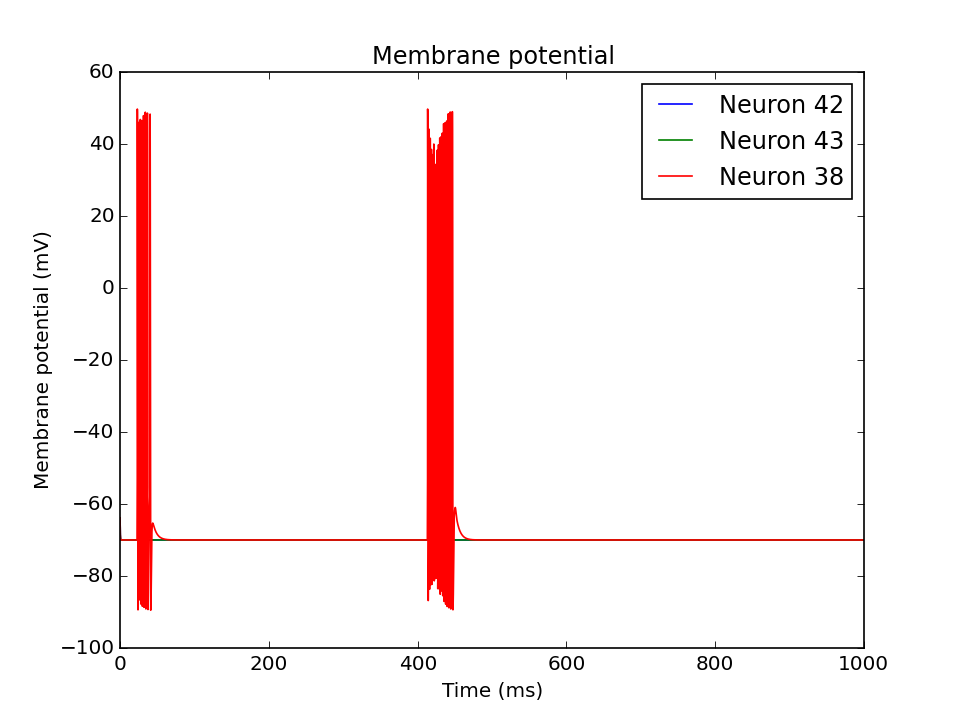 Membrane potential
60
40
20
0
−20
−40
−60
−80
−100
Membrane potential (mV)
Neuron 42
Neuron 43
Neuron 38
0 200 400 600 800 1000
Time (ms)